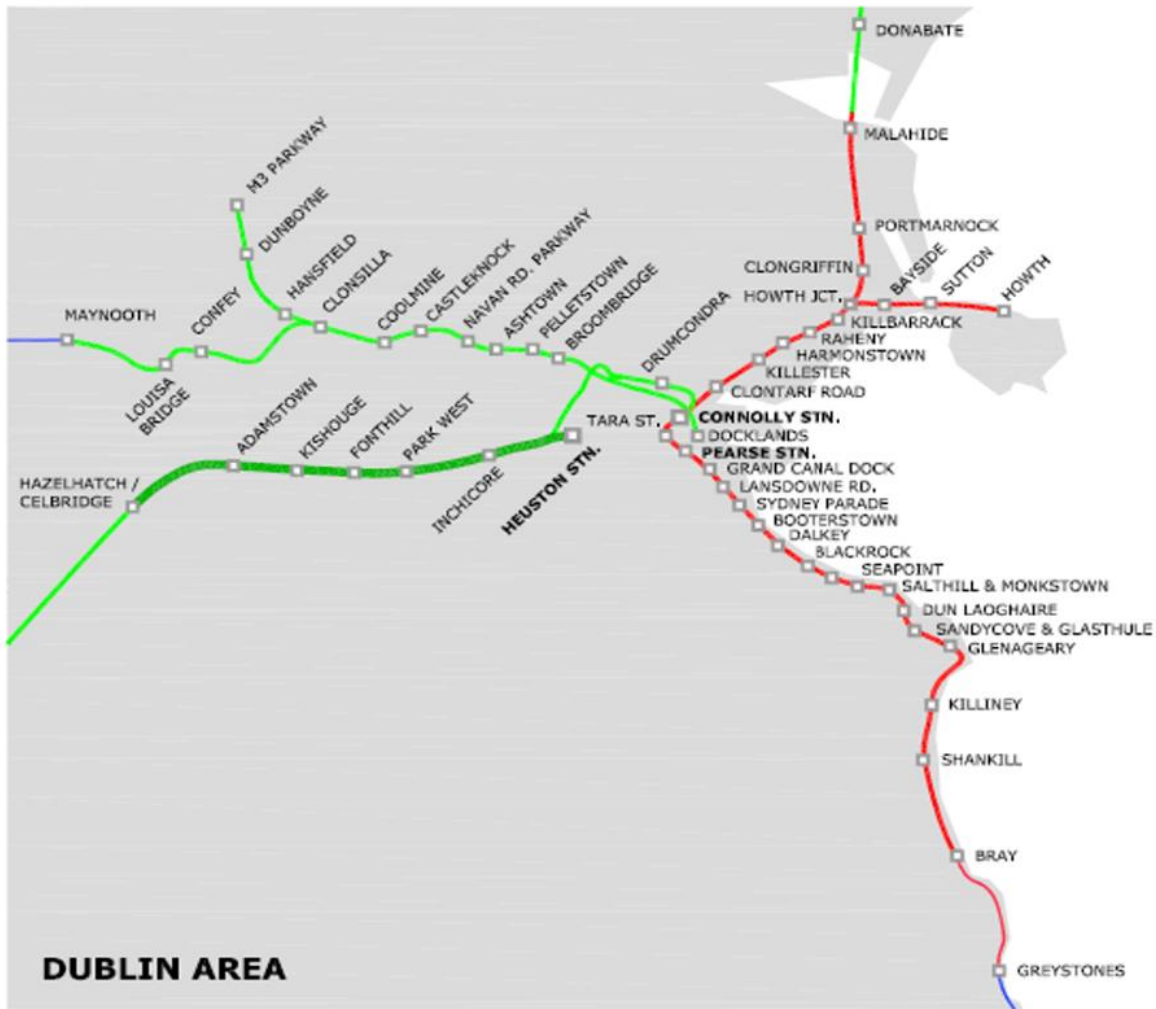 DONABATE
MALAHIDE
M3 PARKWAY
DUNBOYNE
PORTMARNOCK
HANSFIELD
CLONSILLA
COOLMINE
CASTLEKNOCK
NAVAN RD. PARKWAY
ASHTOWN
PELLETSTOWN
BROOMBRIDGE
DRUMCONDRA
CLONGRIFFIN
BAYSIDE
SUTTON
HOWTH
HOWTH JCT.
MAYNOOTH
CONFEY
KILLBARRACK
RAHENY
HARMONSTOWN
KILLESTER
CLONTARF ROAD
LOUISA
BRIDGE
ADAMSTOWN
KISHOUGE
FONTHILL
PARK WEST
TARA ST.
CONNOLLY STN.
DOCKLANDS
PEARSE STN.
GRAND CANAL DOCK
HAZELHATCH /
CELBRIDGE
INCHICORE
HEUSTON STN.
LANSDOWNE RD.
SYDNEY PARADE
BOOTERSTOWN
DALKEY
BLACKROCK
SEAPOINT
SALTHILL & MONKSTOWN
DUN LAOGHAIRE
SANDYCOVE & GLASTHULE
GLENAGEARY
KILLINEY
SHANKILL
BRAY
DUBLIN AREA
GREYSTONES